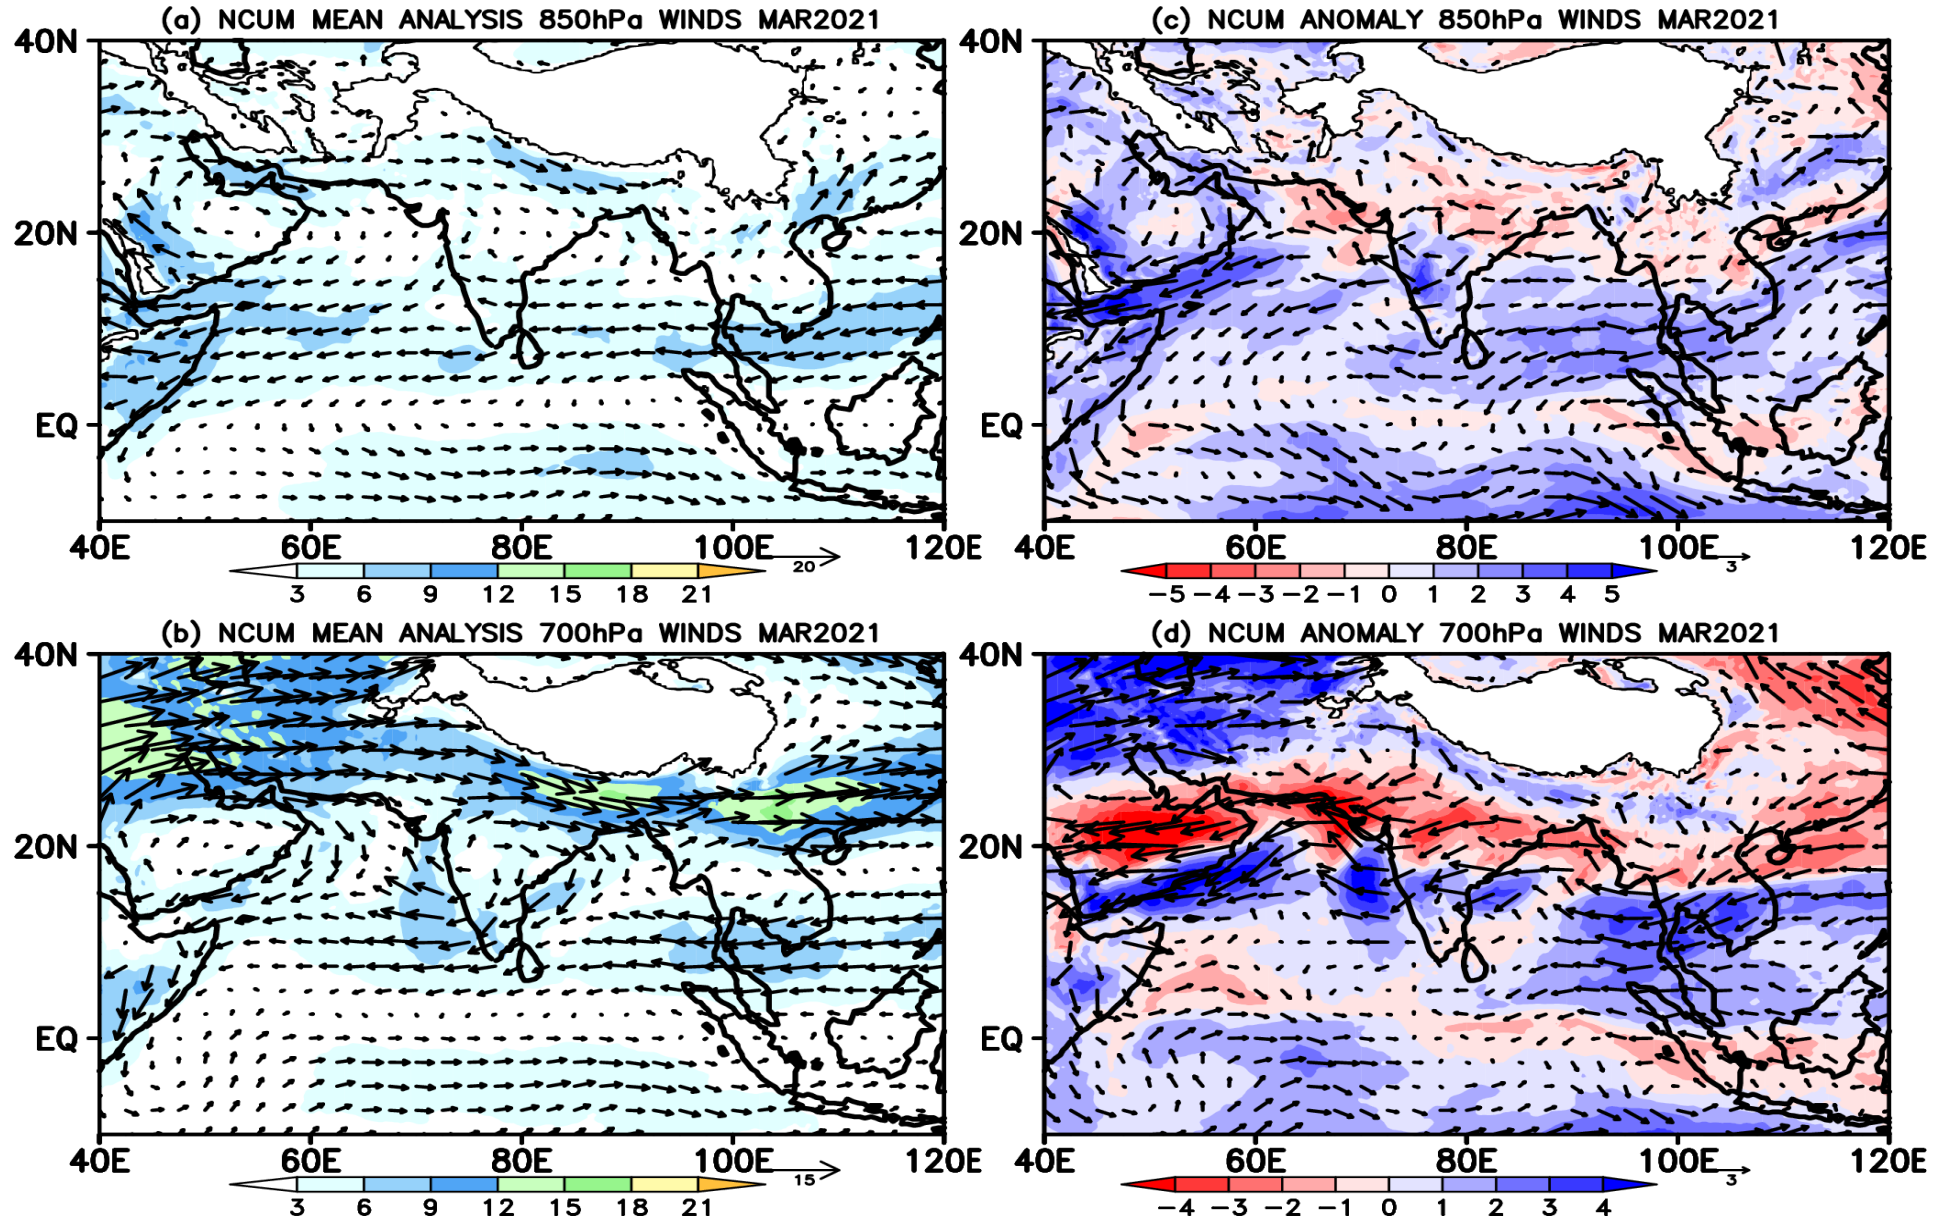 (a) NCUM MEAN ANALYSIS 850hPa WINDS MAR2021
40N
20N
EQ
40E 60E 80E 100E 120E
20
3 6 9 12 15 18 21
(c) NCUM ANOMALY 850hPa WINDS MAR2021
40N
20N
EQ
40E 60E 80E 100E 120E
3
−5 −4 −3 −2 −1 0 1 2 3 4 5
(b) NCUM MEAN ANALYSIS 700hPa WINDS MAR2021
40N
20N
EQ
40E 60E 80E 100E 120E
15
3 6 9 12 15 18 21
(d) NCUM ANOMALY 700hPa WINDS MAR2021
40N
20N
EQ
40E 60E 80E 100E 120E
3
−4 −3 −2 −1 0 1 2 3 4